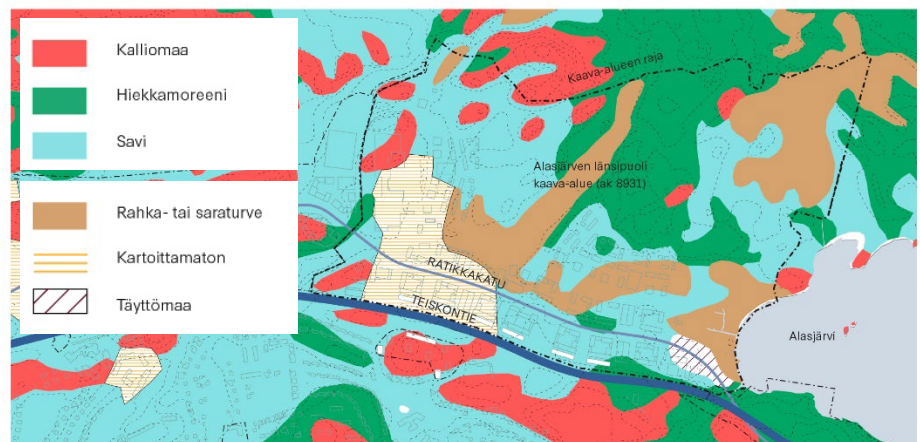 Kalliomaa
Hiekkamoreeni
Savi
Rahka- tai saraturve
Kartoittamaton
Täyttömaa
Kaava-alueen raja
Alasjärven länsipuoli
kaava-alue (ak 8931)
RATIKKAKATU
TEISKONTIE
Alasjärvi